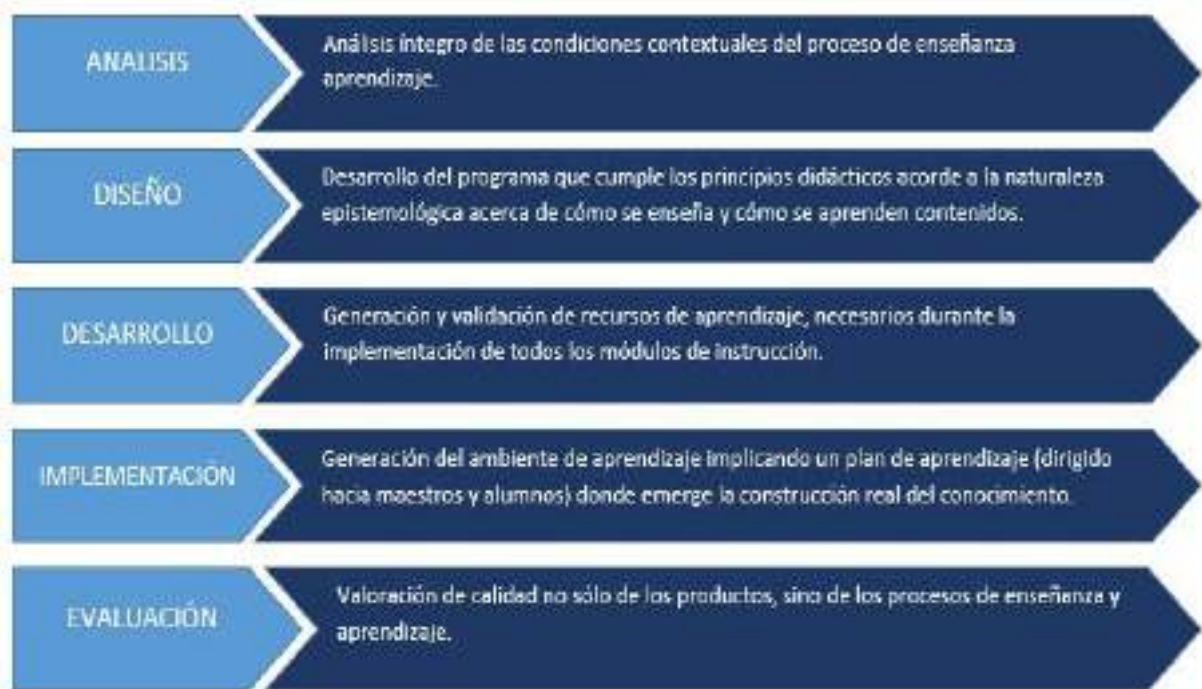 ANALISIS
Análisis íntegro de las condiciones contextuales del proceso de enseñanza
aprendizaje.
DISEÑO
Desarrollo del programa que cumple los principios didácticos acorde a la naturaleza
epistemológica acerca de cómo se enseña y cómo se aprenden contenidos.
DESARROLLO
Generación y validación de recursos de aprendizaje, necesarios durante la
implementación de todos los módulos de instrucción.
IMPLEMENTACIÓN
Generación del ambiente de aprendizaje implicando un plan de aprendizaje (dirigido
hacia maestros y alumnos) donde emerge la construcción real del conocimiento.
EVALUACIÓN
Valoración de calidad no sólo de los productos, sino de los procesos de enseñanza y
aprendizaje.